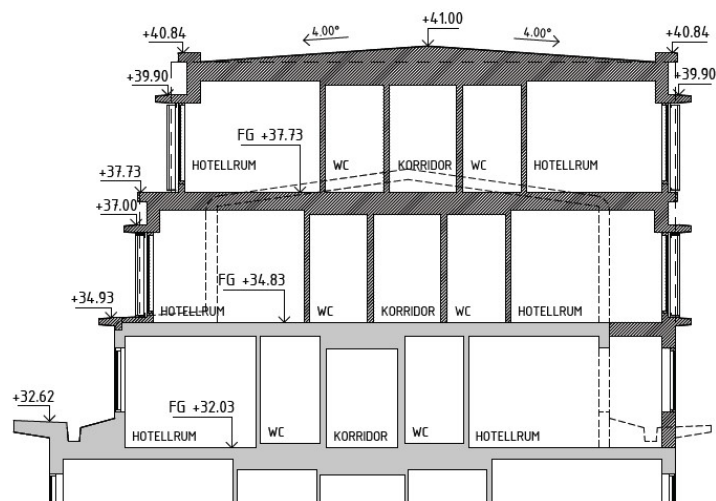 +41.00
+40.84 4.00° 4.00° +40.84
+39.90 +39.90
FG +37.73
HOTELLRUM WC KORRIDOR WC HOTELLRUM
+37.73
+37.00
FG +34.83
+34.93
HOTELLRUM WC KORRIDOR WC HOTELLRUM
+32.62
FG +32.03
HOTELLRUM WC KORRIDOR WC HOTELLRUM